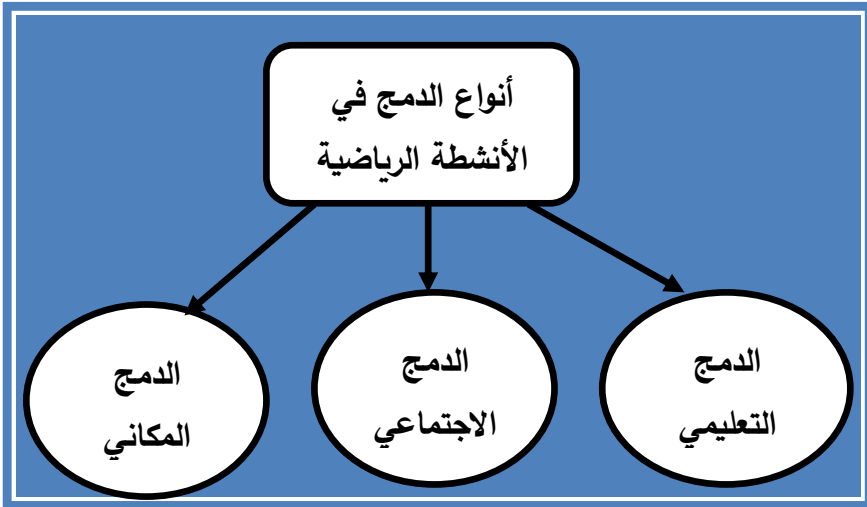 أنواع الدمج في
الأنشطة الرياضية
الدمج
التعليمي
الدمج
الاجتماعي
الدمج
المكاني